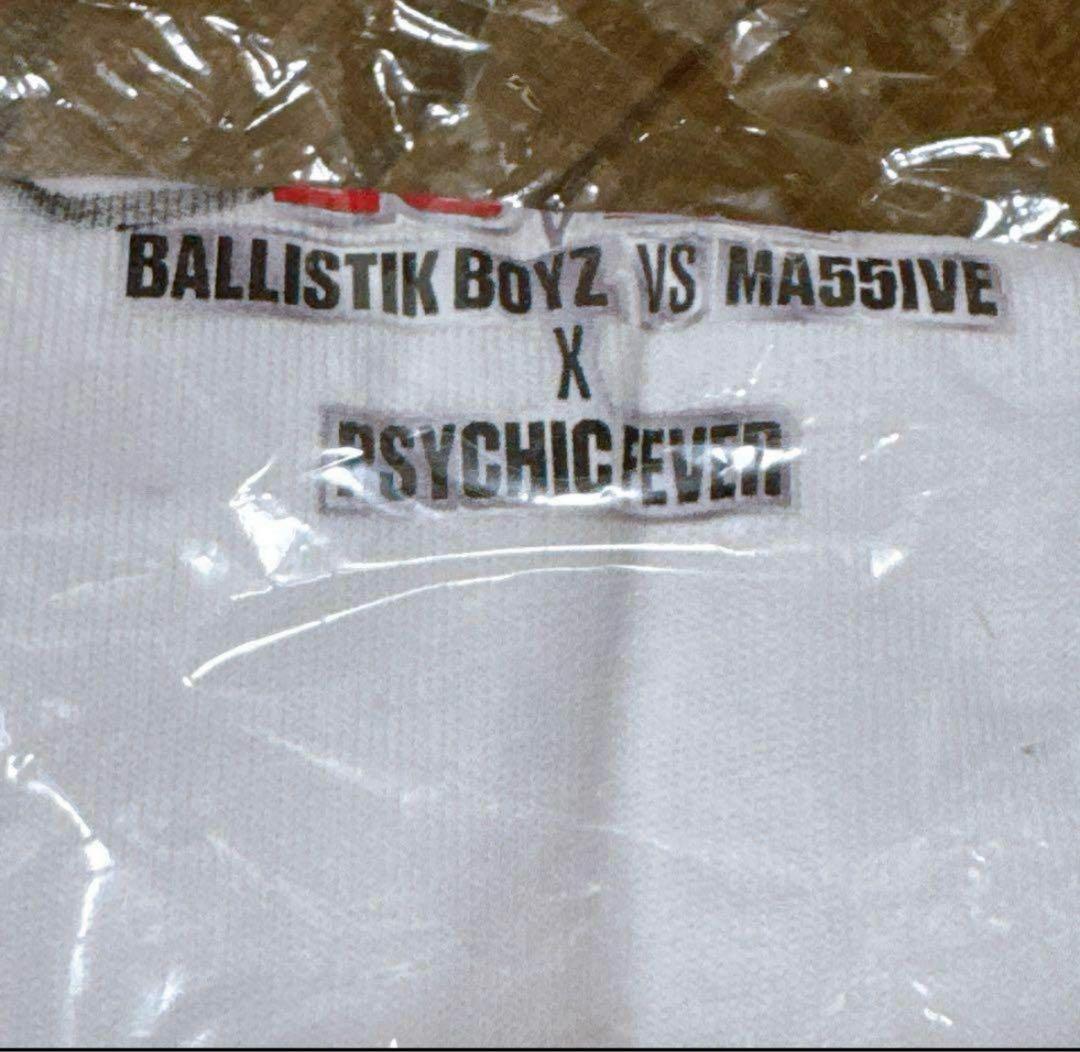 BALLISTIK BOYZ VS MA55IVE
X
PSYCHIC FEVER